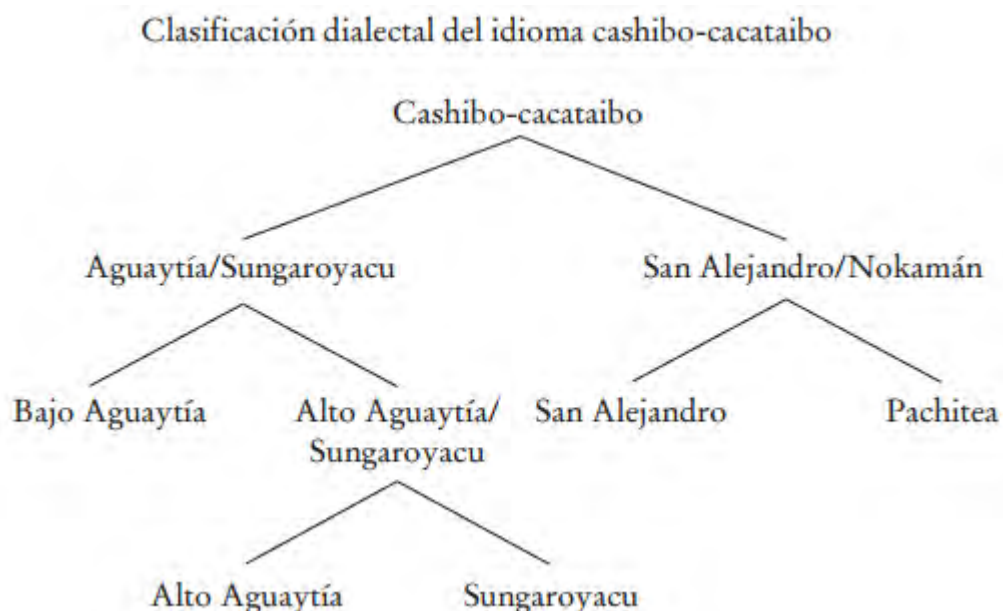 Clasificación dialectal del idioma cashibo-cacataibo
Cashibo-cacataibo
Aguaytía/Sungaroyacu
San Alejandro/Nokamán
Bajo Aguaytía
Alto Aguaytía/
Sungaroyacu
San Alejandro
Pachitea
Alto Aguaytía
Sungaroyacu